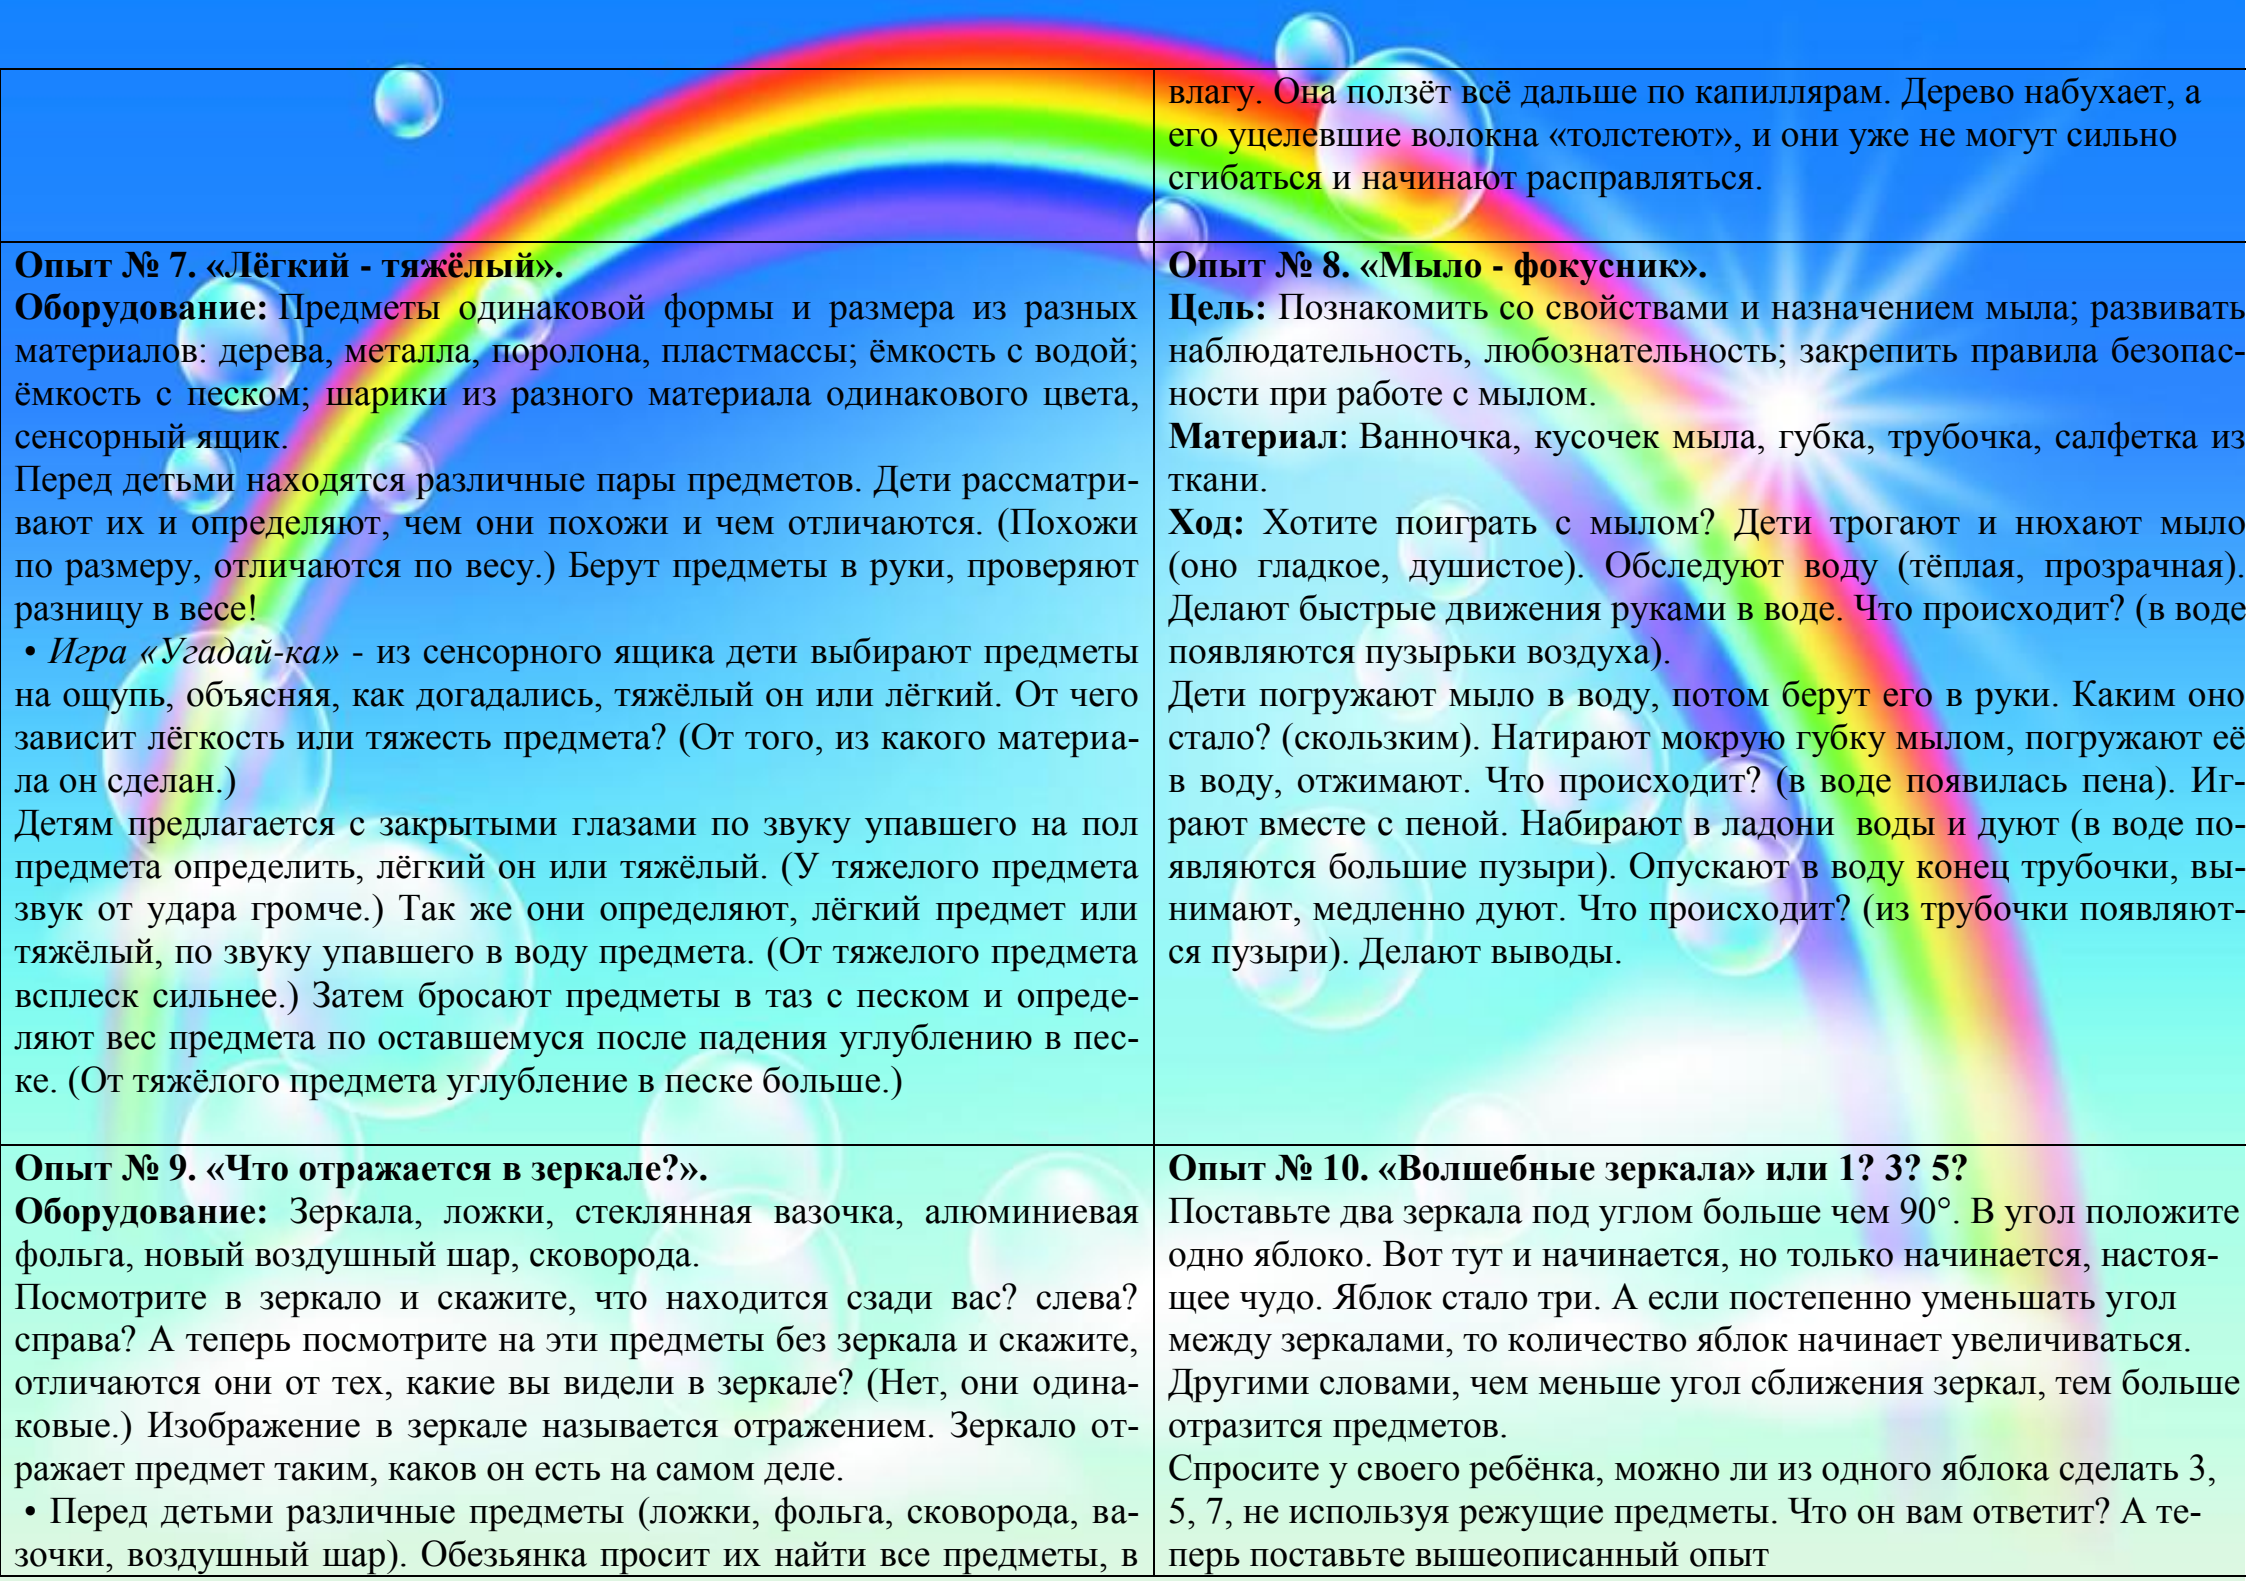 влагу. Она ползёт всё дальше по капиллярам. Дерево набухает, а
его уцелевшие волокна «толстеют», и они уже не могут сильно
сгибаться и начинают расправляться.
Опыт № 7. «Лёгкий - тяжёлый».
Оборудование: Предметы одинаковой формы и размера из разных
материалов: дерева, металла, поролона, пластмассы; ёмкость с водой;
ёмкость с песком; шарики из разного материала одинакового цвета,
сенсорный ящик.
Перед детьми находятся различные пары предметов. Дети рассматри-
вают их и определяют, чем они похожи и чем отличаются. (Похожи
по размеру, отличаются по весу.) Берут предметы в руки, проверяют
разницу в весе!
• Игра «Угадай-ка» - из сенсорного ящика дети выбирают предметы
на ощупь, объясняя, как догадались, тяжёлый он или лёгкий. От чего
зависит лёгкость или тяжесть предмета? (От того, из какого материа-
ла он сделан.)
Детям предлагается с закрытыми глазами по звуку упавшего на пол
предмета определить, лёгкий он или тяжёлый. (У тяжелого предмета
звук от удара громче.) Так же они определяют, лёгкий предмет или
тяжёлый, по звуку упавшего в воду предмета. (От тяжелого предмета
всплеск сильнее.) Затем бросают предметы в таз с песком и опреде-
ляют вес предмета по оставшемуся после падения углублению в пес-
ке. (От тяжёлого предмета углубление в песке больше.)
Опыт № 8. «Мыло - фокусник».
Цель: Познакомить со свойствами и назначением мыла; развивать
наблюдательность, любознательность; закрепить правила безопас-
ности при работе с мылом.
Материал: Ванночка, кусочек мыла, губка, трубочка, салфетка из
ткани.
Ход: Хотите поиграть с мылом? Дети трогают и нюхают мыло
(оно гладкое, душистое). Обследуют воду (тёплая, прозрачная).
Делают быстрые движения руками в воде. Что происходит? (в воде
появляются пузырьки воздуха).
Дети погружают мыло в воду, потом берут его в руки. Каким оно
стало? (скользким). Натирают мокрую губку мылом, погружают её
в воду, отжимают. Что происходит? (в воде появилась пена). Иг-
рают вместе с пеной. Набирают в ладони воды и дуют (в воде по-
являются большие пузыри). Опускают в воду конец трубочки, вы-
нимают, медленно дуют. Что происходит? (из трубочки появляют-
ся пузыри). Делают выводы.
Опыт № 9. «Что отражается в зеркале?».
Оборудование: Зеркала, ложки, стеклянная вазочка, алюминиевая
фольга, новый воздушный шар, сковорода.
Посмотрите в зеркало и скажите, что находится сзади вас? слева?
справа? А теперь посмотрите на эти предметы без зеркала и скажите,
отличаются они от тех, какие вы видели в зеркале? (Нет, они одина-
ковые.) Изображение в зеркале называется отражением. Зеркало от-
ражает предмет таким, каков он есть на самом деле.
• Перед детьми различные предметы (ложки, фольга, сковорода, ва-
зочки, воздушный шар). Обезьянка просит их найти все предметы, в
Опыт № 10. «Волшебные зеркала» или 1? 3? 5?
Поставьте два зеркала под углом больше чем 90°. В угол положите
одно яблоко. Вот тут и начинается, но только начинается, настоя-
щее чудо. Яблок стало три. А если постепенно уменьшать угол
между зеркалами, то количество яблок начинает увеличиваться.
Другими словами, чем меньше угол сближения зеркал, тем больше
отразится предметов.
Спросите у своего ребёнка, можно ли из одного яблока сделать 3,
5, 7, не используя режущие предметы. Что он вам ответит? А те-
перь поставьте вышеописанный опыт